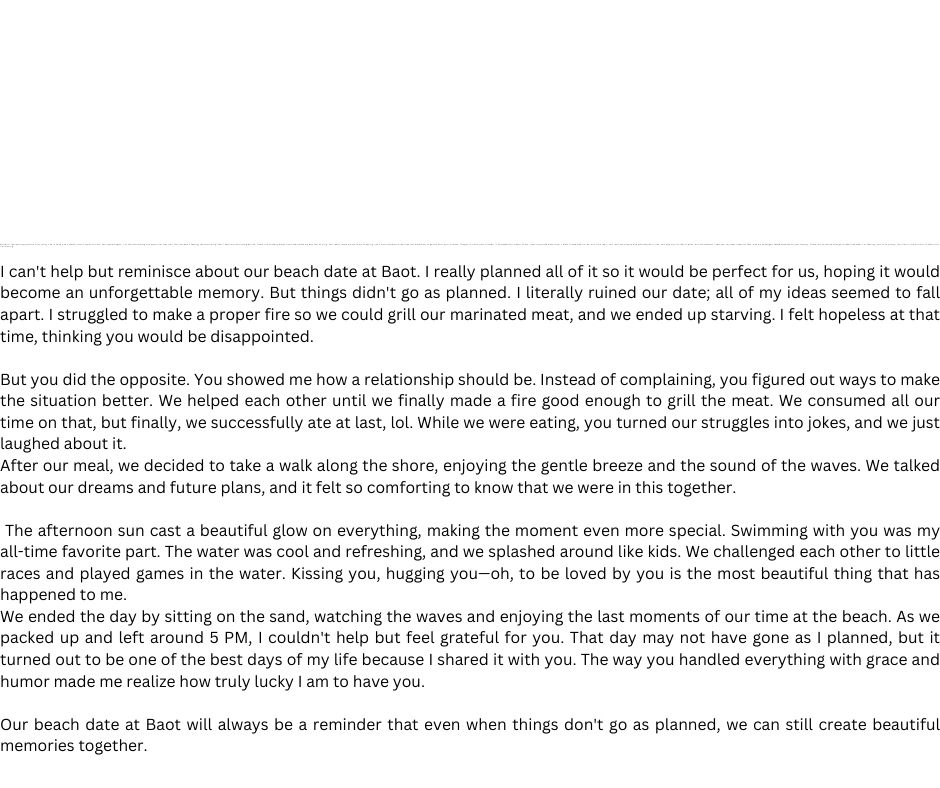 I can't help but reminisce about our beach date at Baot. I really planned all of it so it would be perfect for us, hoping it would
become an unforgettable memory. But things didn't go as planned. I literally ruined our date; all of my ideas seemed to fall
apart. I struggled to make a proper fire so we could grill our marinated meat, and we ended up starving. I felt hopeless at that
time, thinking you would be disappointed.
But you did the opposite. You showed me how a relationship should be. Instead of complaining, you figured out ways to make
the situation better. We helped each other until we finally made a fire good enough to grill the meat. We consumed all our
time on that, but finally, we successfully ate at last, lol. While we were eating, you turned our struggles into jokes, and we just
laughed about it.
After our meal, we decided to take a walk along the shore, enjoying the gentle breeze and the sound of the waves. We talked
about our dreams and future plans, and it felt so comforting to know that we were in this together.
The afternoon sun cast a beautiful glow on everything, making the moment even more special. Swimming with you was my
all-time favorite part. The water was cool and refreshing, and we splashed around like kids. We challenged each other to little
races and played games in the water. Kissing you, hugging you—oh, to be loved by you is the most beautiful thing that has
happened to me.
We ended the day by sitting on the sand, watching the waves and enjoying the last moments of our time at the beach. As we
packed up and left around 5 PM, I couldn't help but feel grateful for you. That day may not have gone as I planned, but it
turned out to be one of the best days of my life because I shared it with you. The way you handled everything with grace and
humor made me realize how truly lucky I am to have you.
Our beach date at Baot will always be a reminder that even when things don't go as planned, we can still create beautiful
memories together.